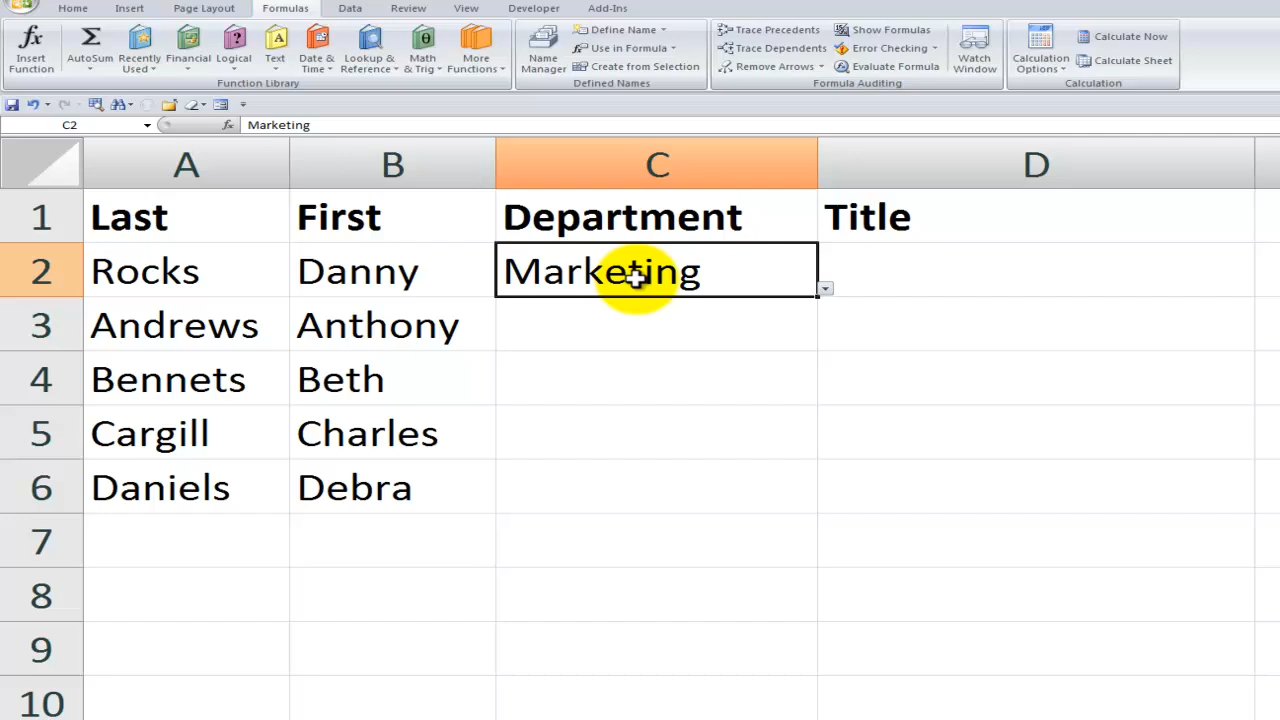 Home Insert Page Layout Formulas Data Review View Developer Add-Ins
fx Σ θ
Insert Function
AutoSum
Recently Used
Financial
Logical
Text
Date & Time
Lookup & Reference
Math & Trig
More Functions
Function Library
Name Manager
Define Name
Use in Formula
Create from Selection
Defined Names
Trace Precedents
Trace Dependents
Remove Arrows
Show Formulas
Error Checking
Evaluate Formula
Watch Window
Formula Auditing
Calculation Options
Calculate Now
Calculate Sheet
Calculation
C2 fx Marketing
A B C D
1 Last First Department Title
2 Rocks Danny Marketing
3 Andrews Anthony
4 Bennets Beth
5 Cargill Charles
6 Daniels Debra
7
8
9
10